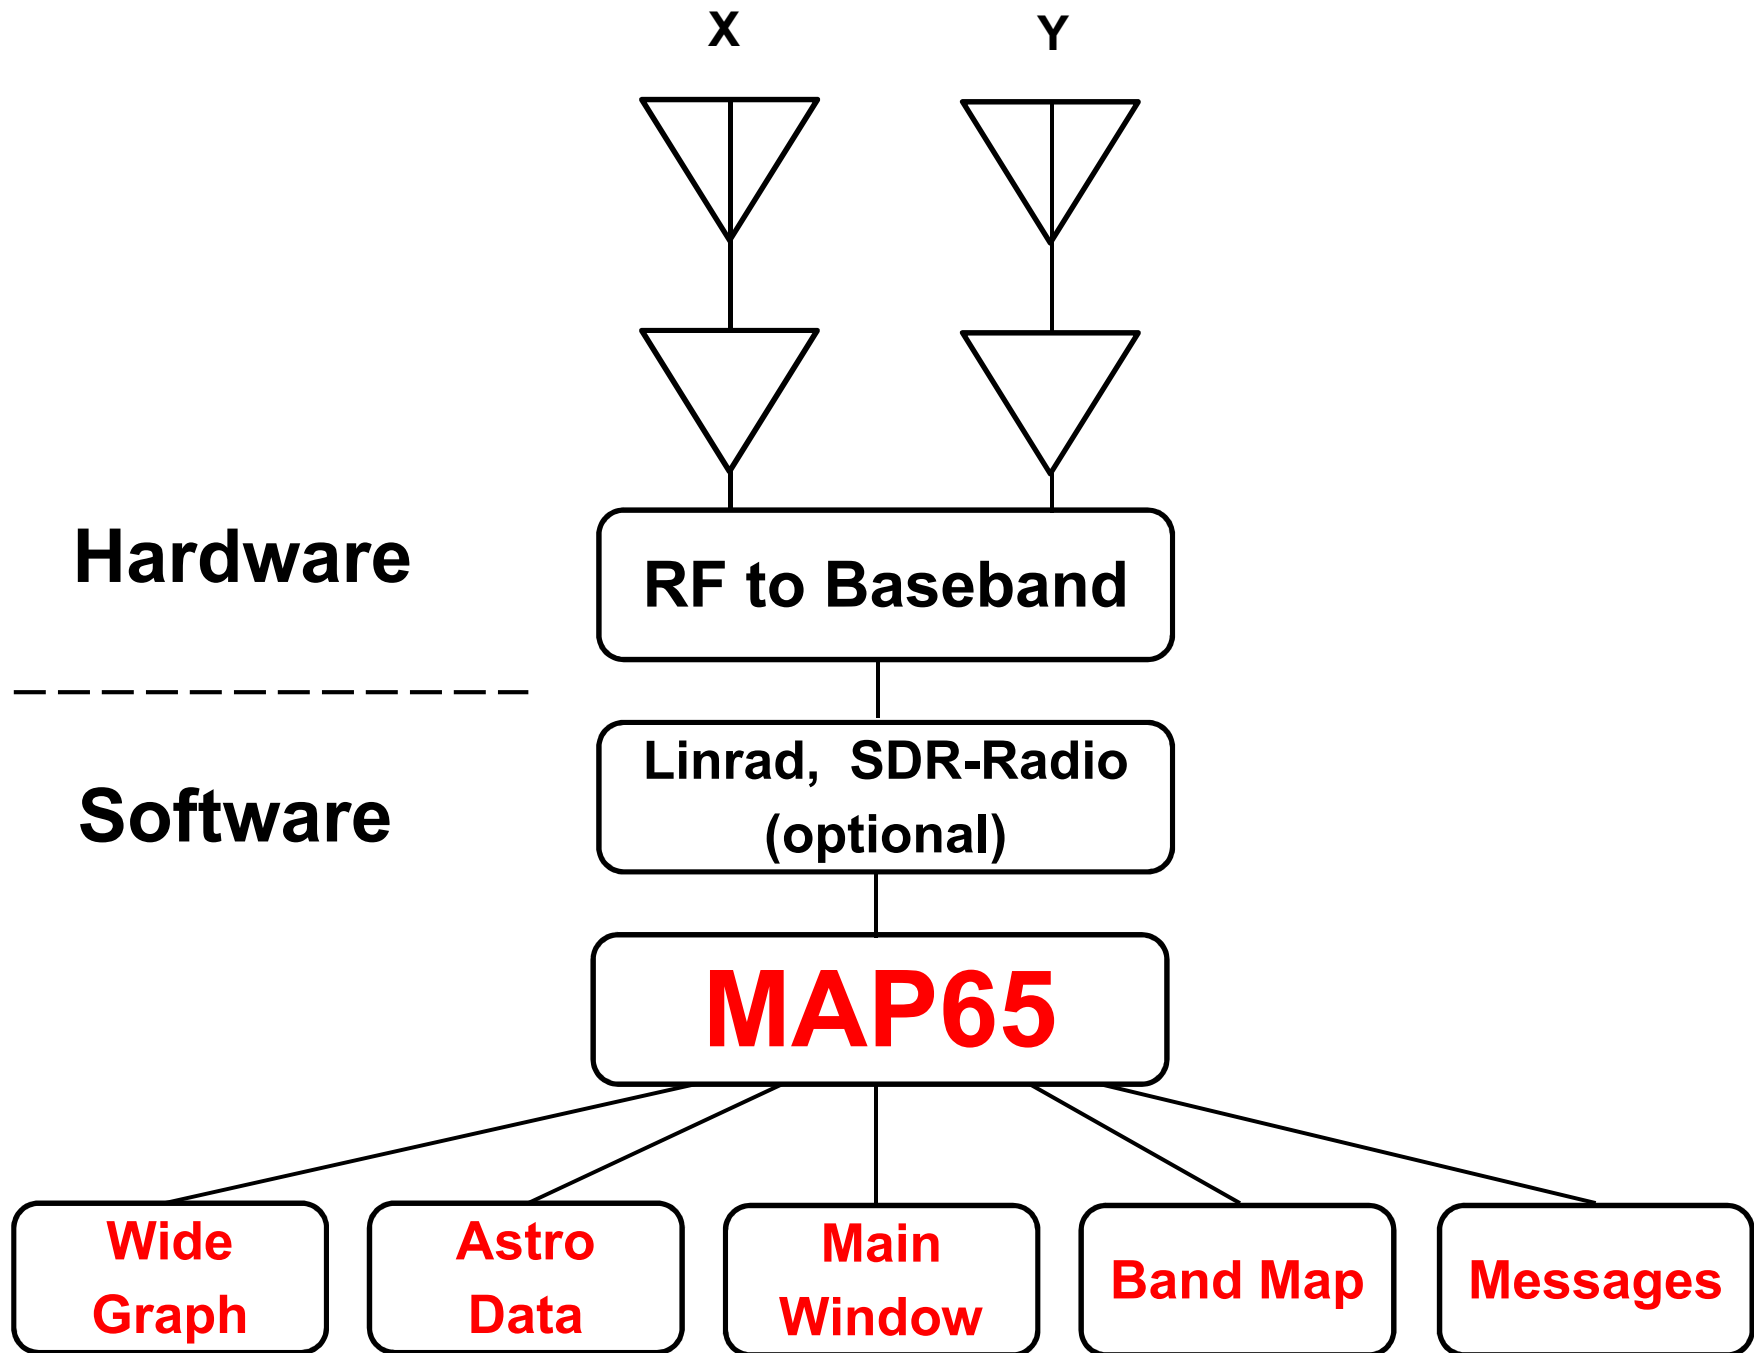 X
Y
Hardware
RF to Baseband
Software
Linrad,  SDR-Radio
(optional)
MAP65
Wide
Graph
Astro
Data
Main
Window
Band Map
Messages